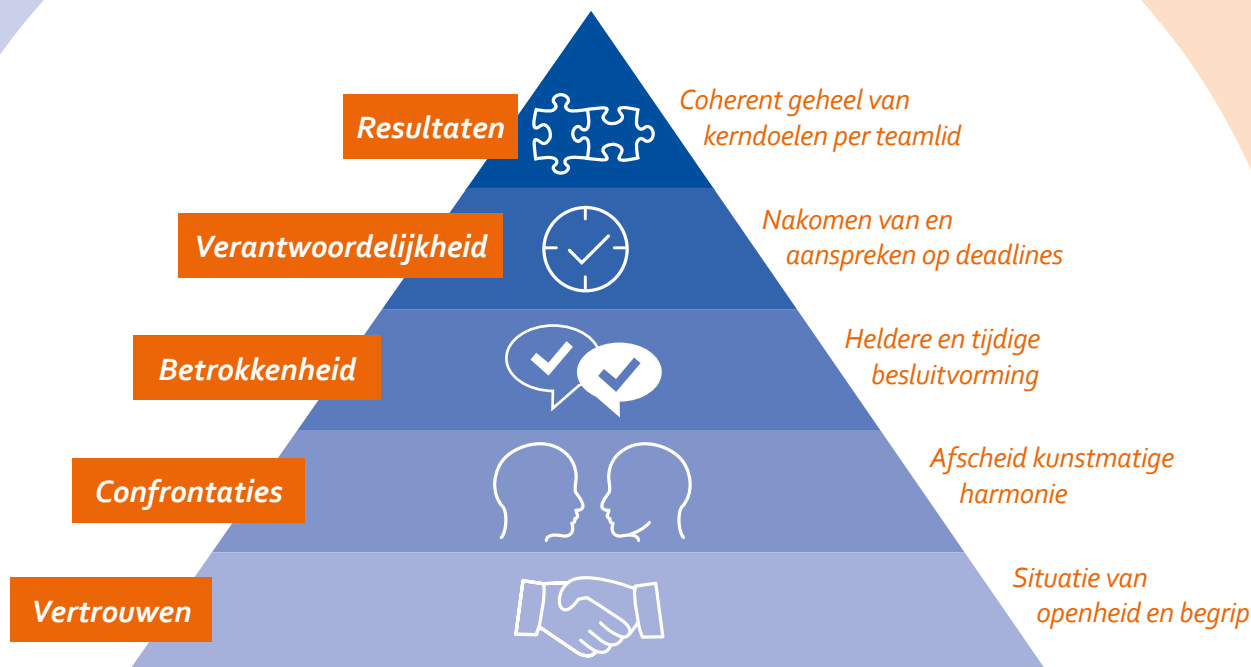 Resultaten
Coherent geheel van
kerndoelen per teamlid
Verantwoordelijkheid
Nakomen van en
aanspreken op deadlines
Betrokkenheid
Heldere en tijdige
besluitvorming
Confrontaties
Afscheid kunstmatige
harmonie
Vertrouwen
Situatie van
openheid en begrip